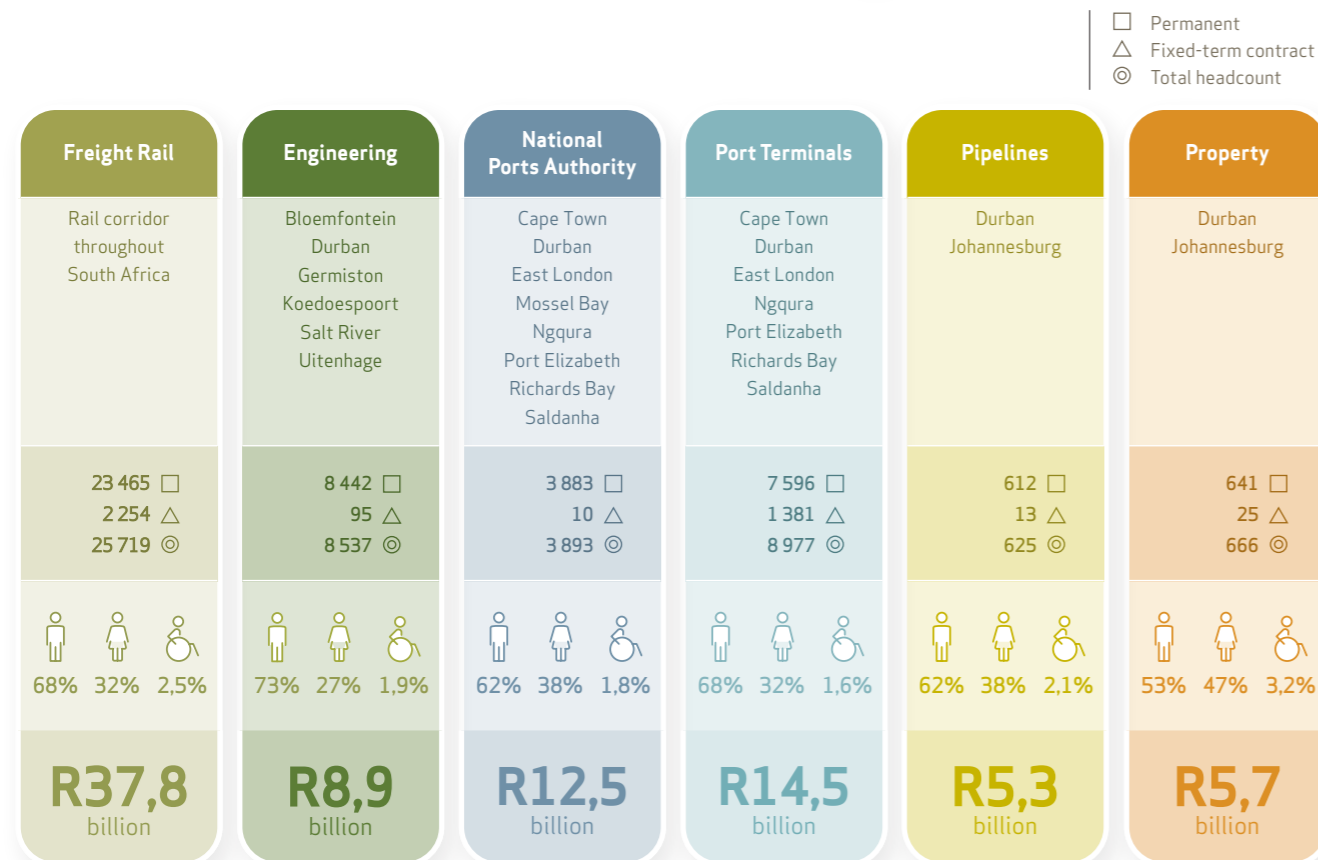 □ Permanent
△ Fixed-term contract
◎ Total headcount
Freight Rail
Rail corridor
throughout
South Africa
23 465 □
2 254 △
25 719 ◎
68% 32% 2,5%
R37,8
billion
Engineering
Bloemfontein
Durban
Germiston
Koedoespoort
Salt River
Uitenhage
8 442 □
95 △
8 537 ◎
73% 27% 1,9%
R8,9
billion
National
Ports Authority
Cape Town
Durban
East London
Mossel Bay
Ngqura
Port Elizabeth
Richards Bay
Saldanha
3 883 □
10 △
3 893 ◎
62% 38% 1,8%
R12,5
billion
Port Terminals
Cape Town
Durban
East London
Ngqura
Port Elizabeth
Richards Bay
Saldanha
7 596 □
1 381 △
8 977 ◎
68% 32% 1,6%
R14,5
billion
Pipelines
Durban
Johannesburg
612 □
13 △
625 ◎
62% 38% 2,1%
R5,3
billion
Property
Durban
Johannesburg
641 □
25 △
666 ◎
53% 47% 3,2%
R5,7
billion